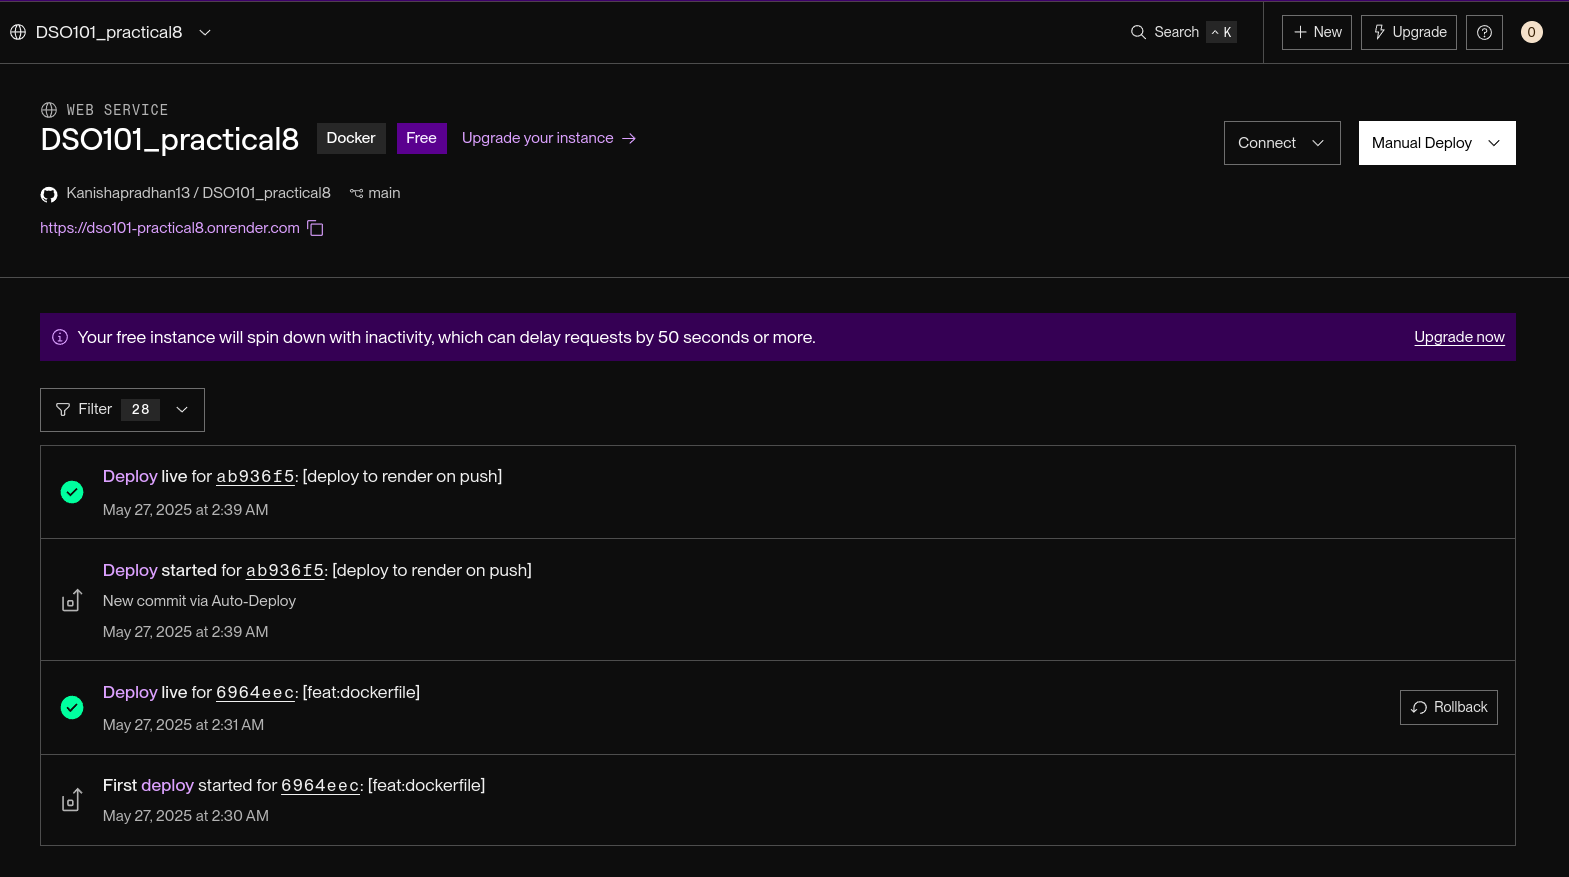 DSO101_practical8
Search ^ K
New
Upgrade
0
WEB SERVICE
DSO101_practical8 Docker Free Upgrade your instance →
Connect
Manual Deploy
Kanishapradhan13 / DSO101_practical8 main
https://dso101-practical8.onrender.com
Your free instance will spin down with inactivity, which can delay requests by 50 seconds or more.
Upgrade now
Filter 28
Deploy live for ab936f5: [deploy to render on push]
May 27, 2025 at 2:39 AM
Deploy started for ab936f5: [deploy to render on push]
New commit via Auto-Deploy
May 27, 2025 at 2:39 AM
Deploy live for 6964eec: [feat:dockerfile]
May 27, 2025 at 2:31 AM
Rollback
First deploy started for 6964eec: [feat:dockerfile]
May 27, 2025 at 2:30 AM